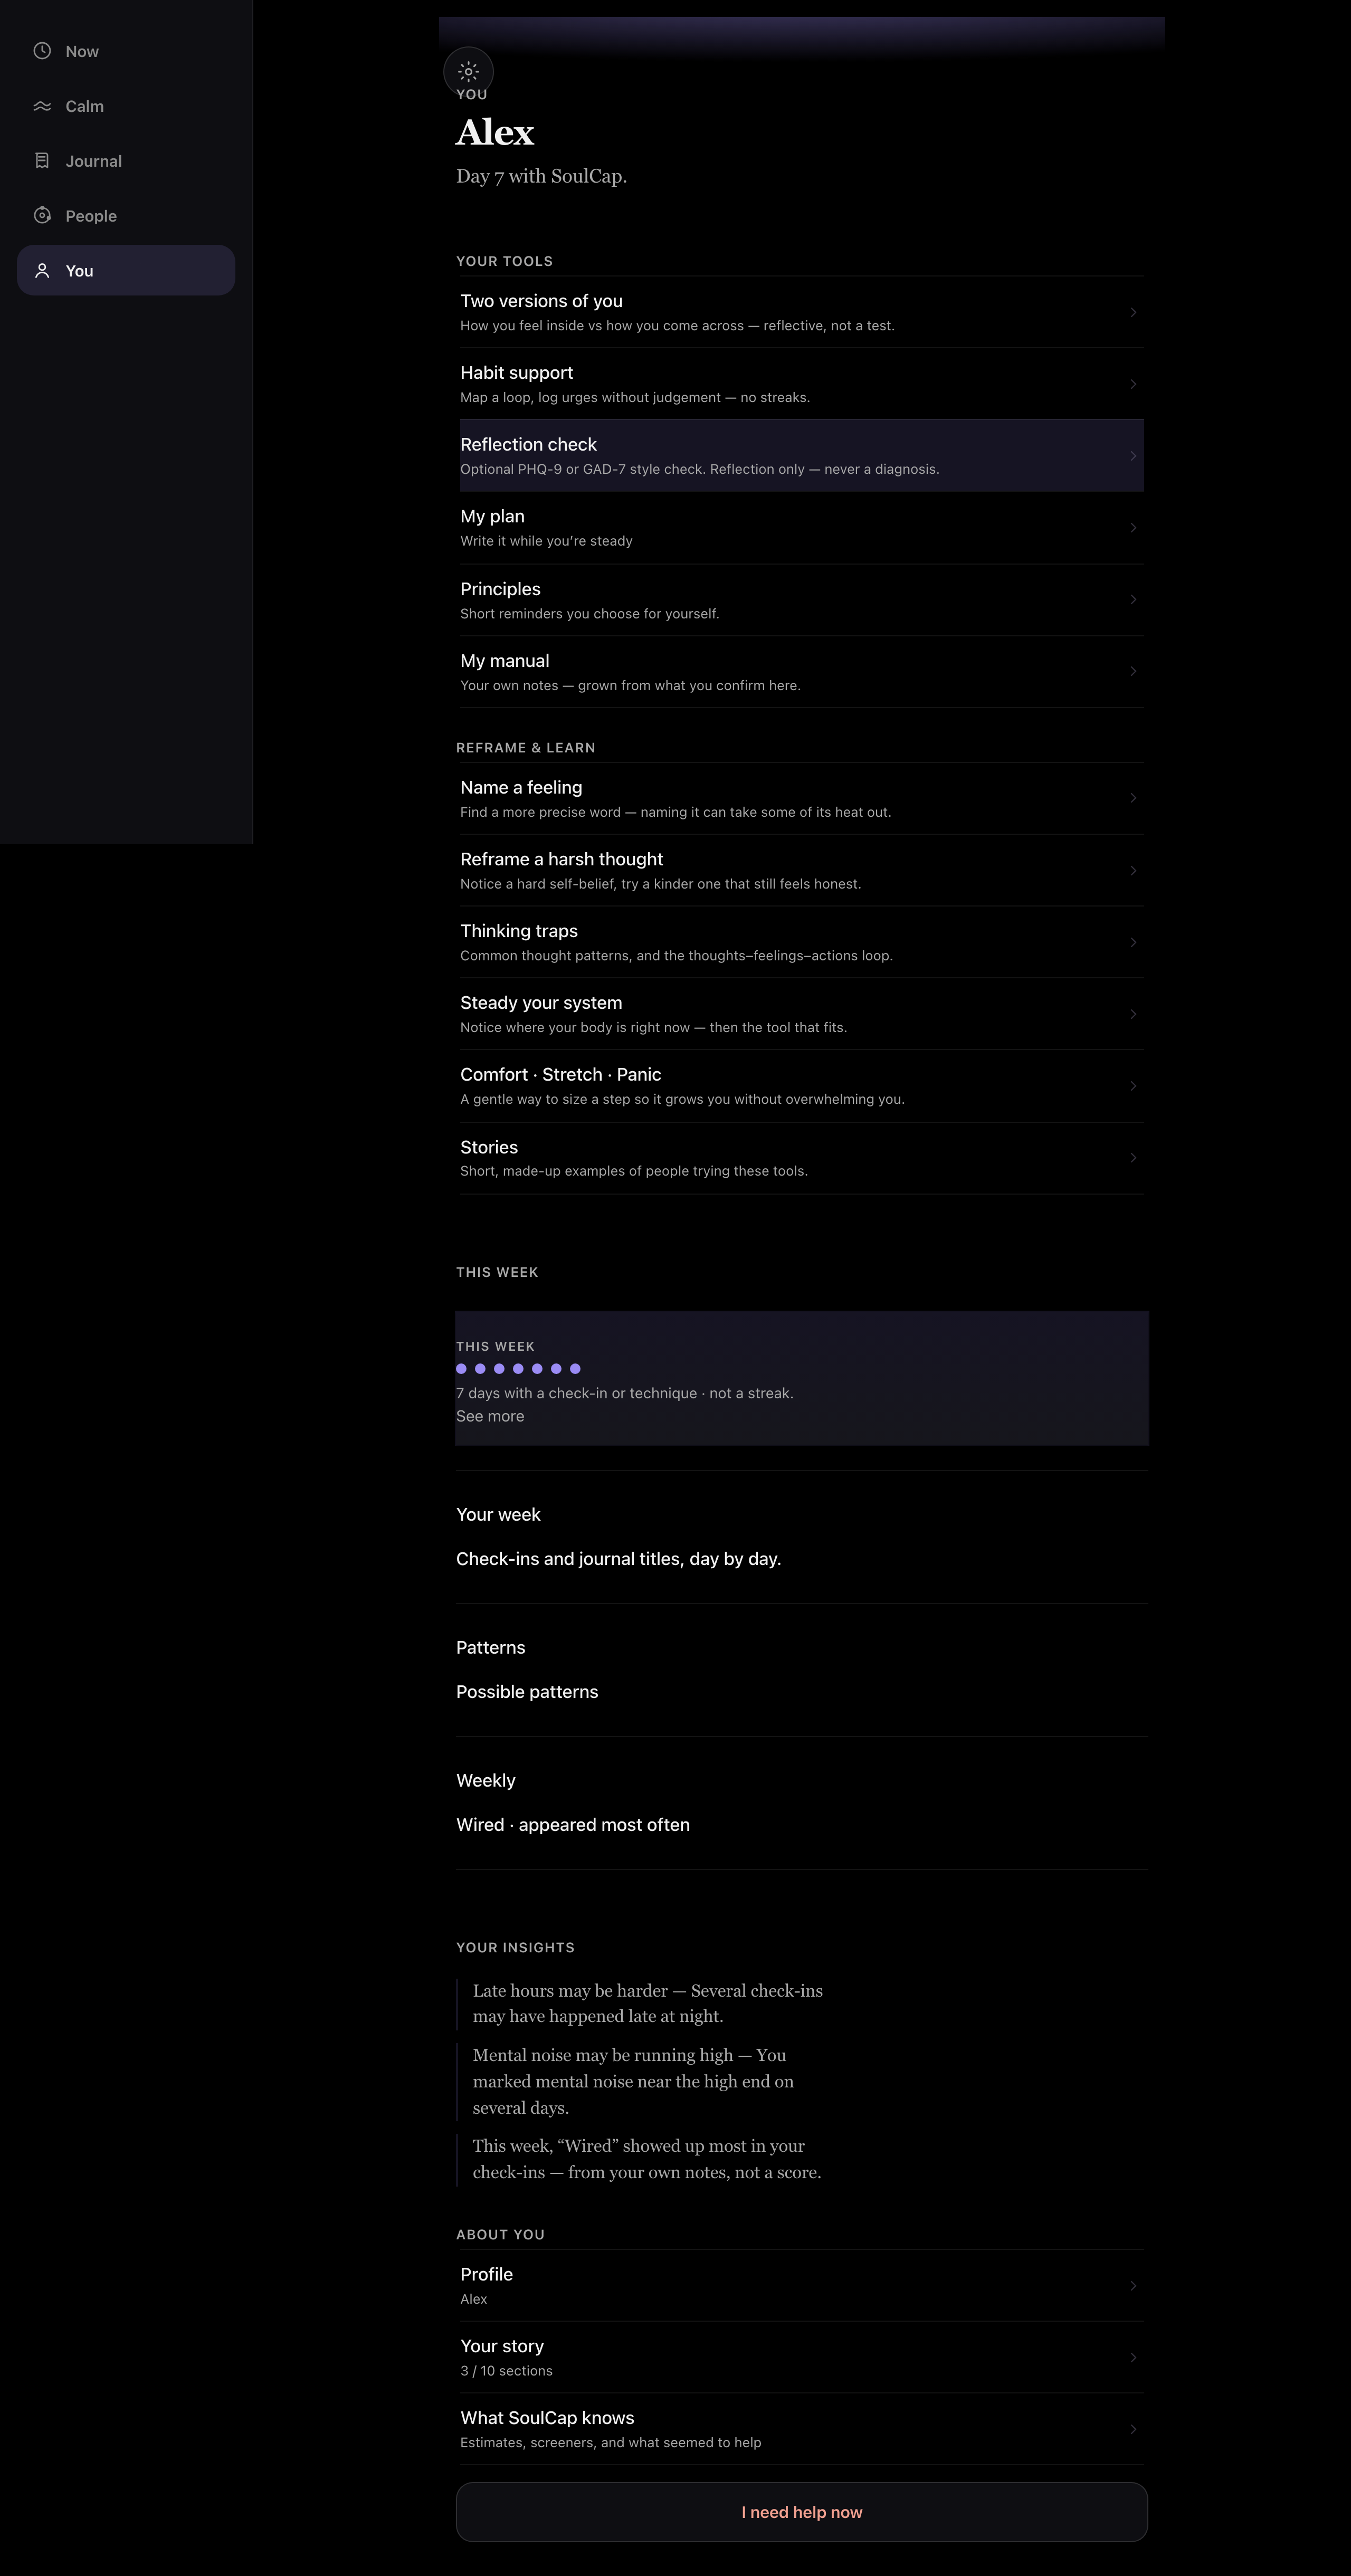 Now
Calm
Journal
People
You
YOU
Alex
Day 7 with SoulCap.
YOUR TOOLS
Two versions of you
How you feel inside vs how you come across — reflective, not a test.
Habit support
Map a loop, log urges without judgement — no streaks.
Reflection check
Optional PHQ-9 or GAD-7 style check. Reflection only — never a diagnosis.
My plan
Write it while you’re steady
Principles
Short reminders you choose for yourself.
My manual
Your own notes — grown from what you confirm here.
REFRAME & LEARN
Name a feeling
Find a more precise word — naming it can take some of its heat out.
Reframe a harsh thought
Notice a hard self-belief, try a kinder one that still feels honest.
Thinking traps
Common thought patterns, and the thoughts–feelings–actions loop.
Steady your system
Notice where your body is right now — then the tool that fits.
Comfort · Stretch · Panic
A gentle way to size a step so it grows you without overwhelming you.
Stories
Short, made-up examples of people trying these tools.
THIS WEEK
THIS WEEK
7 days with a check-in or technique · not a streak.
See more
Your week
Check-ins and journal titles, day by day.
Patterns
Possible patterns
Weekly
Wired · appeared most often
YOUR INSIGHTS
Late hours may be harder — Several check-ins
may have happened late at night.
Mental noise may be running high — You
marked mental noise near the high end on
several days.
This week, “Wired” showed up most in your
check-ins — from your own notes, not a score.
ABOUT YOU
Profile
Alex
Your story
3 / 10 sections
What SoulCap knows
Estimates, screeners, and what seemed to help
I need help now